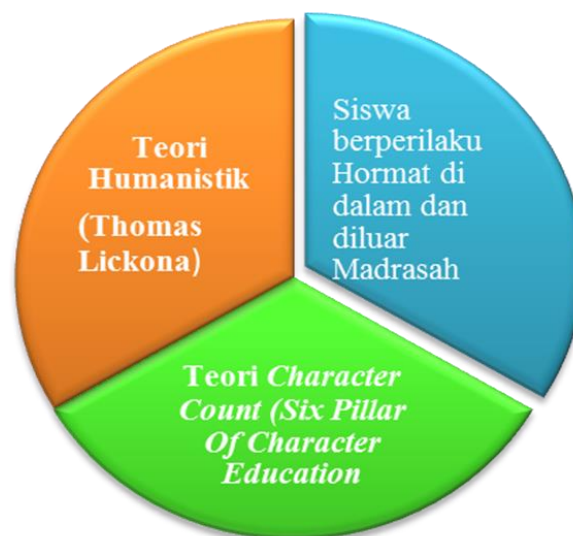 Teori
Humanistik
(Thomas
Lickona)
Siswa
berperilaku
Hormat di
dalam dan
diluar
Madrasah
Teori Character
Count (Six Pillar
Of Character
Education